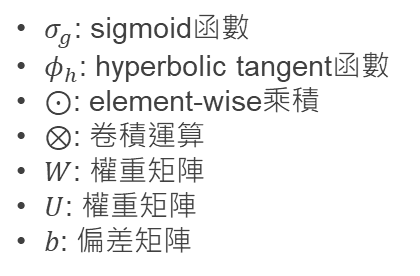 • σg: sigmoid函數
• ϕh: hyperbolic tangent函數
• ⊙: element-wise乘積
• ⊗: 卷積運算
• W: 權重矩陣
• U: 權重矩陣
• b: 偏差矩陣